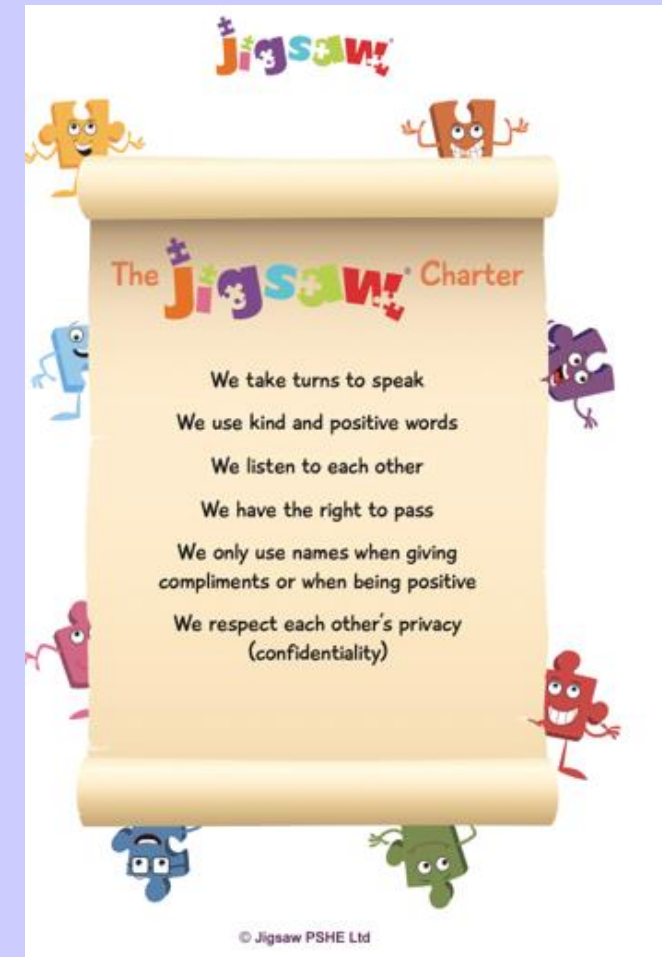 jigsaw
The jigsaw Charter
We take turns to speak
We use kind and positive words
We listen to each other
We have the right to pass
We only use names when giving
compliments or when being positive
We respect each other's privacy
(confidentiality)
© Jigsaw PSHE Ltd